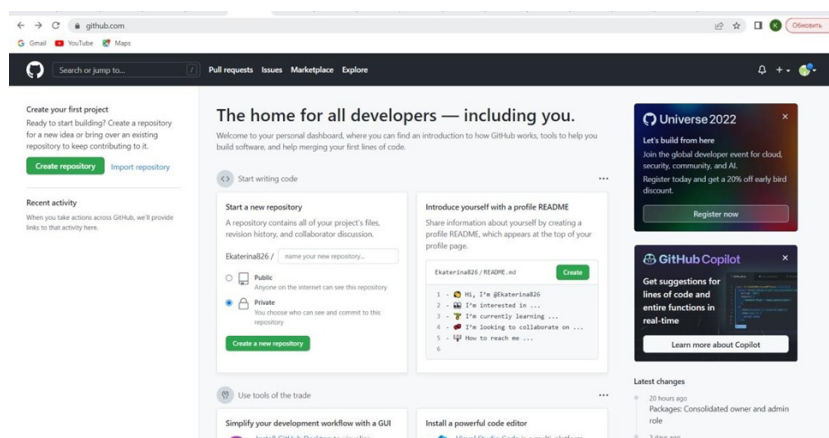 github.com
Обновить
Gmail YouTube Maps
Search or jump to... /
Pull requests Issues Marketplace Explore
Create your first project
Ready to start building? Create a repository
for a new idea or bring over an existing
repository to keep contributing to it.
Create repository Import repository
Recent activity
When you take actions across GitHub, we'll provide
links to that activity here.
The home for all developers — including you.
Welcome to your personal dashboard, where you can find an introduction to how GitHub works, tools to help you
build software, and help merging your first lines of code.
Start writing code
Start a new repository
A repository contains all of your project's files,
revision history, and collaborator discussion.
Ekaterina826 / name your new repository...
Public
Anyone on the internet can see this repository
Private
You choose who can see and commit to this
repository
Create a new repository
Introduce yourself with a profile README
Share information about yourself by creating a
profile README, which appears at the top of your
profile page.
Ekaterina826 / README.md Create
1 - Hi, I'm @Ekaterina826
2 - I'm interested in ...
3 - I'm currently learning ...
4 - I'm looking to collaborate on ...
5 - How to reach me ...
6
Use tools of the trade
Simplify your development workflow with a GUI
Install GitHub Desktop to visualize
Install a powerful code editor
Visual Studio Code is a multi-platform
Universe 2022
Let's build from here
Join the global developer event for cloud,
security, community, and AI.
Register today and get a 20% off early bird
discount.
Register now
GitHub Copilot
Get suggestions for
lines of code and
entire functions in
real-time
Learn more about Copilot
Latest changes
20 hours ago
Packages: Consolidated owner and admin
role